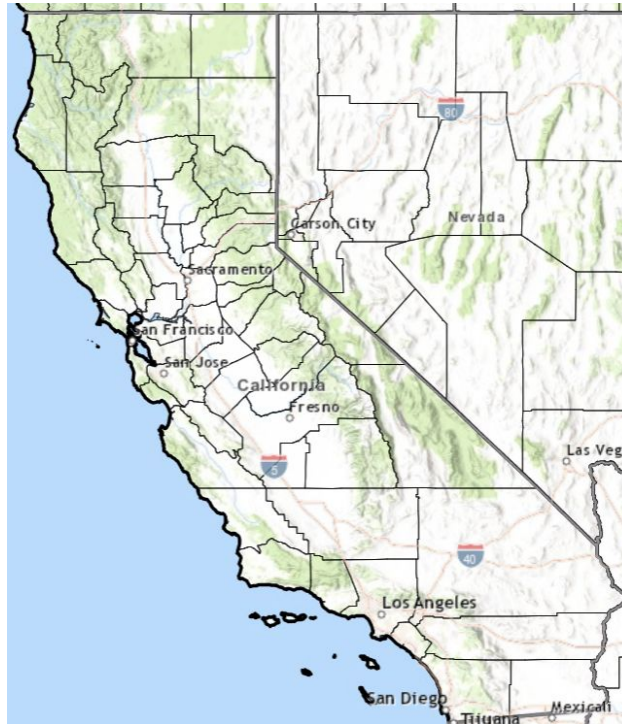 80
Carson City
Nevada
Sacramento
San Francisco
San Jose
California
Fresno
5
Las Veg
40
Los Angeles
San Diego
Tijuana
Mexicali